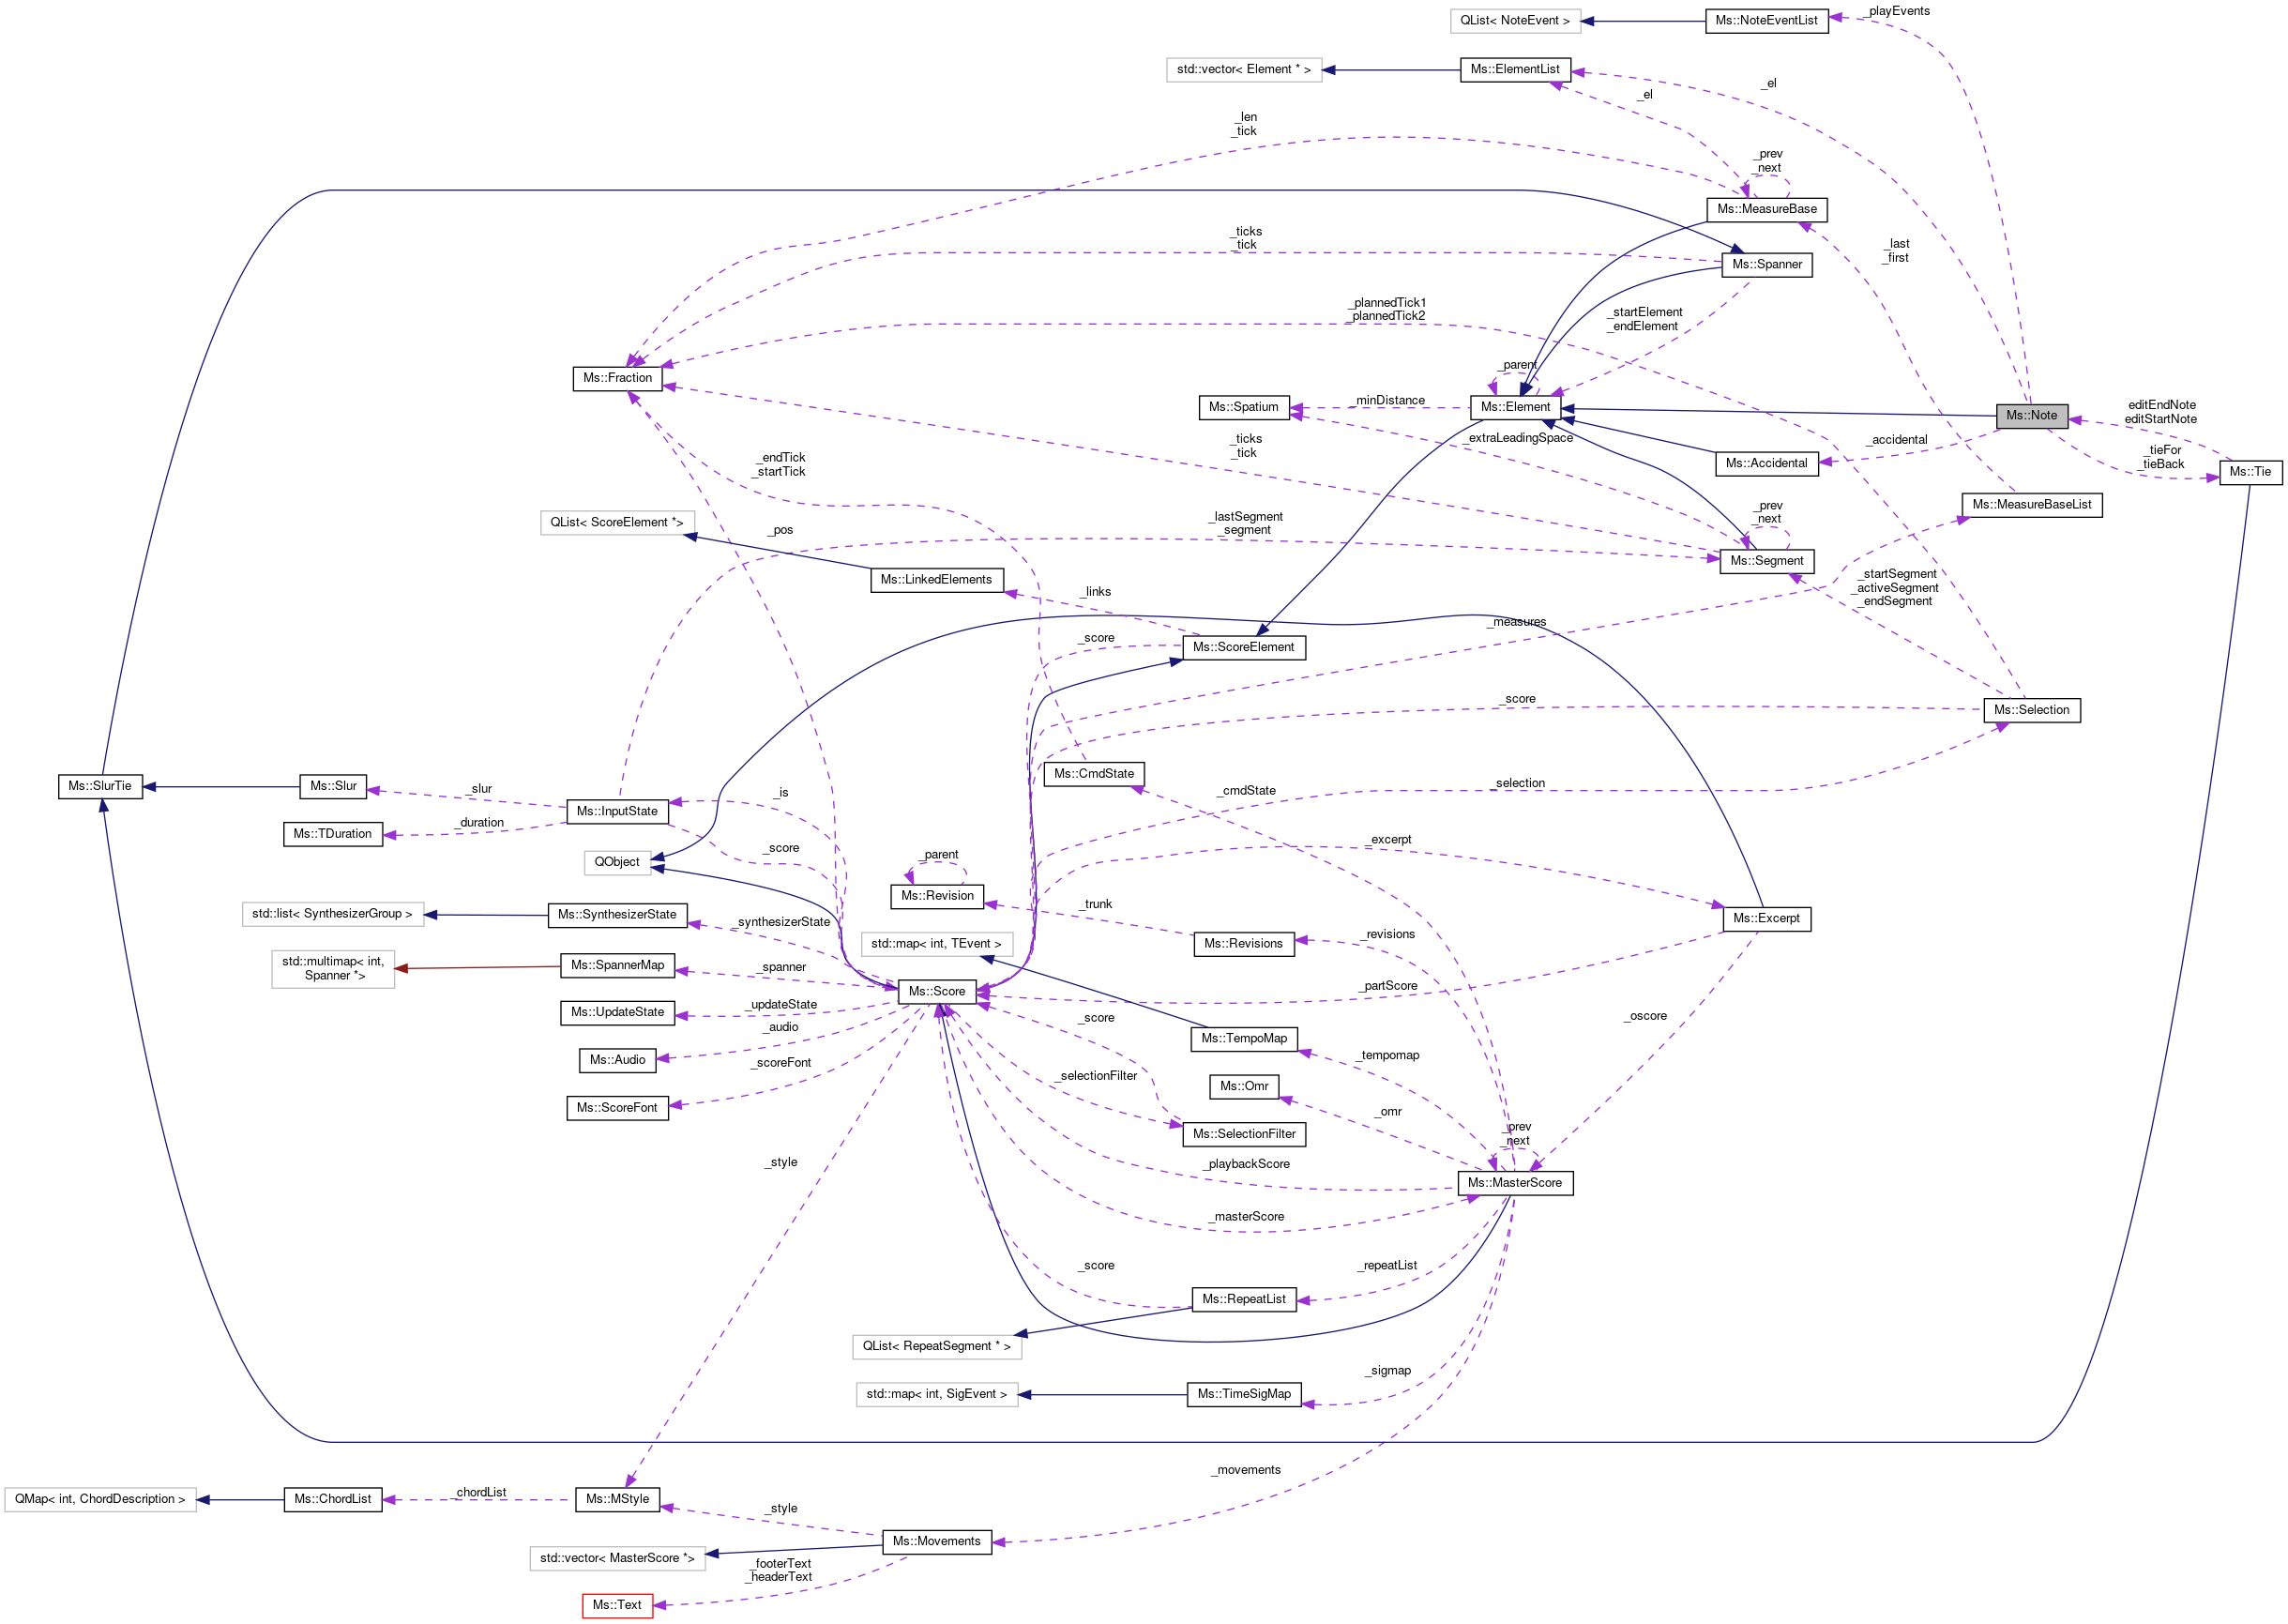 QList< NoteEvent >
Ms::NoteEventList
_playEvents
std::vector< Element * >
Ms::ElementList
_el
_el
_len
_tick
_prev
_next
Ms::MeasureBase
_ticks
_tick
_last
_first
Ms::Spanner
_plannedTick1
_plannedTick2
_startElement
_endElement
Ms::Fraction
_parent
Ms::Spatium
_minDistance
Ms::Element
Ms::Note
editEndNote
editStartNote
_extraLeadingSpace
_accidental
_ticks
_tick
_endTick
_startTick
Ms::Accidental
_tieFor
_tieBack
Ms::Tie
QList< ScoreElement *>
_pos
_lastSegment
_segment
_prev
_next
Ms::MeasureBaseList
Ms::LinkedElements
Ms::Segment
_links
_startSegment
_activeSegment
_endSegment
_score
Ms::ScoreElement
_measures
_score
Ms::Selection
Ms::SlurTie
Ms::Slur
_slur
Ms::InputState
_is
Ms::CmdState
_cmdState
_selection
Ms::TDuration
_duration
QObject
_score
_excerpt
_parent
Ms::Revision
_trunk
std::list< SynthesizerGroup >
Ms::SynthesizerState
_synthesizerState
Ms::Excerpt
std::map< int, TEvent >
Ms::Revisions
_revisions
std::multimap< int,
Spanner *>
Ms::SpannerMap
_spanner
Ms::Score
_partScore
Ms::UpdateState
_updateState
_score
_oscore
Ms::Audio
_audio
Ms::TempoMap
_tempomap
_scoreFont
_selectionFilter
Ms::Omr
_omr
Ms::ScoreFont
Ms::SelectionFilter
_prev
_next
_style
_playbackScore
Ms::MasterScore
_masterScore
_score
_repeatList
Ms::RepeatList
QList< RepeatSegment * >
_sigmap
std::map< int, SigEvent >
Ms::TimeSigMap
_movements
QMap< int, ChordDescription >
Ms::ChordList
_chordList
Ms::MStyle
_style
Ms::Movements
std::vector< MasterScore *>
_footerText
_headerText
Ms::Text